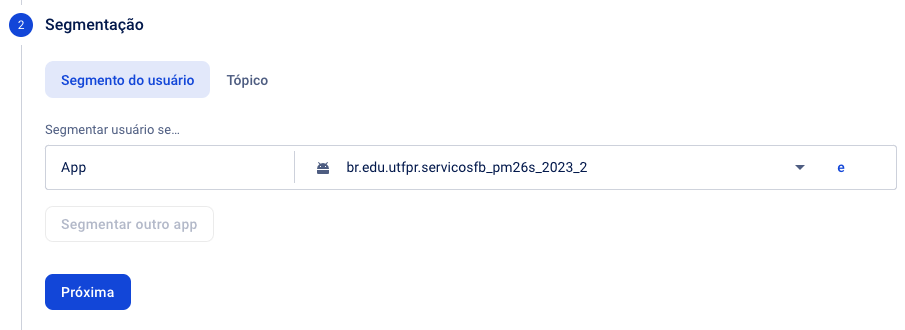 2 Segmentação
Segmento do usuário Tópico
Segmentar usuário se...
App br.edu.utfpr.servicosfb_pm26s_2023_2 e
Segmentar outro app
Próxima